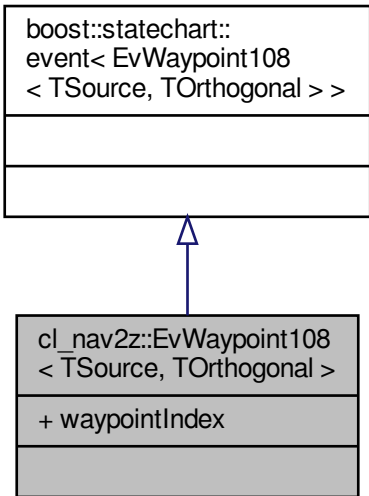 boost::statechart::
event< EvWaypoint108
< TSource, TOrthogonal > >
cl_nav2z::EvWaypoint108
< TSource, TOrthogonal >
+ waypointIndex